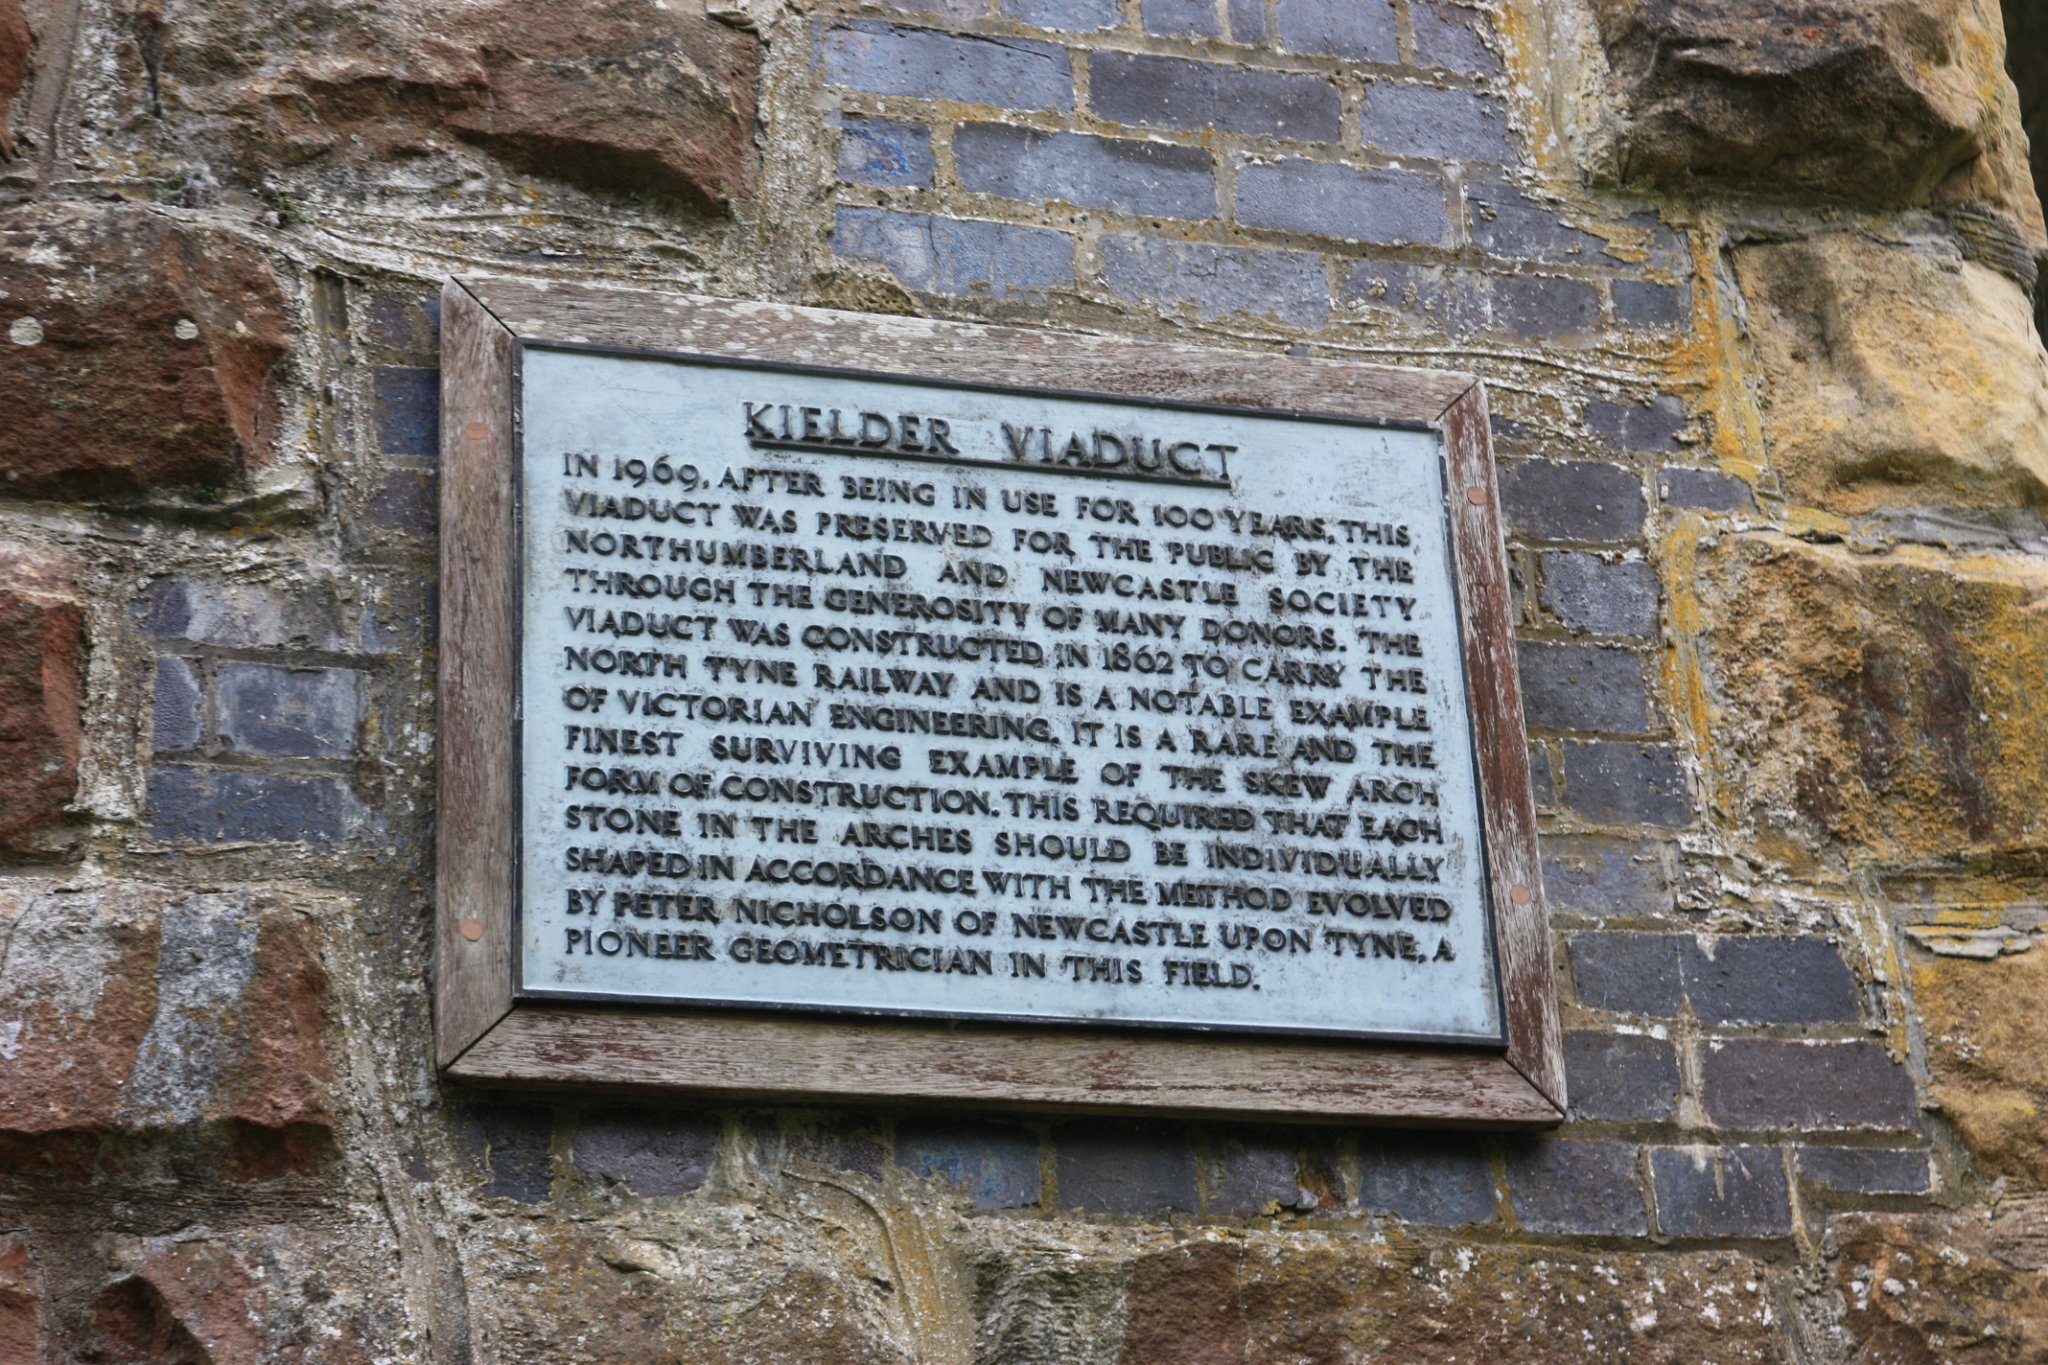 KIELDER VIADUCT
IN 1969, AFTER BEING IN USE FOR 100 YEARS, THIS
VIADUCT WAS PRESERVED FOR THE PUBLIC BY THE
NORTHUMBERLAND AND NEWCASTLE SOCIETY
THROUGH THE GENEROSITY OF MANY DONORS. THE
VIADUCT WAS CONSTRUCTED IN 1862 TO CARRY THE
NORTH TYNE RAILWAY AND IS A NOTABLE EXAMPLE
OF VICTORIAN ENGINEERING. IT IS A RARE AND THE
FINEST SURVIVING EXAMPLE OF THE SKEW ARCH
FORM OF CONSTRUCTION. THIS REQUIRED THAT EACH
STONE IN THE ARCHES SHOULD BE INDIVIDUALLY
SHAPED IN ACCORDANCE WITH THE METHOD EVOLVED
BY PETER NICHOLSON OF NEWCASTLE UPON TYNE, A
PIONEER GEOMETRICIAN IN THIS FIELD.